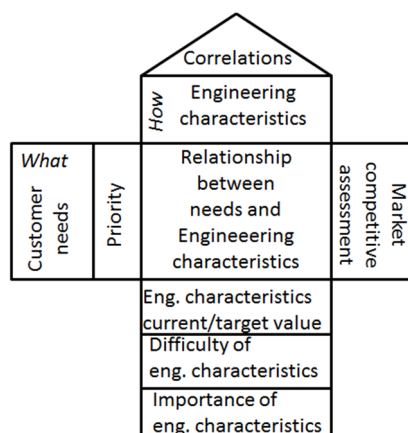 Correlations
How
Engineering
characteristics
What
Customer
needs
Priority
Relationship
between
needs and
Engineeering
characteristics
Market
competitive
assessment
Eng. characteristics
current/target value
Difficulty of
eng. characteristics
Importance of
eng. characteristics